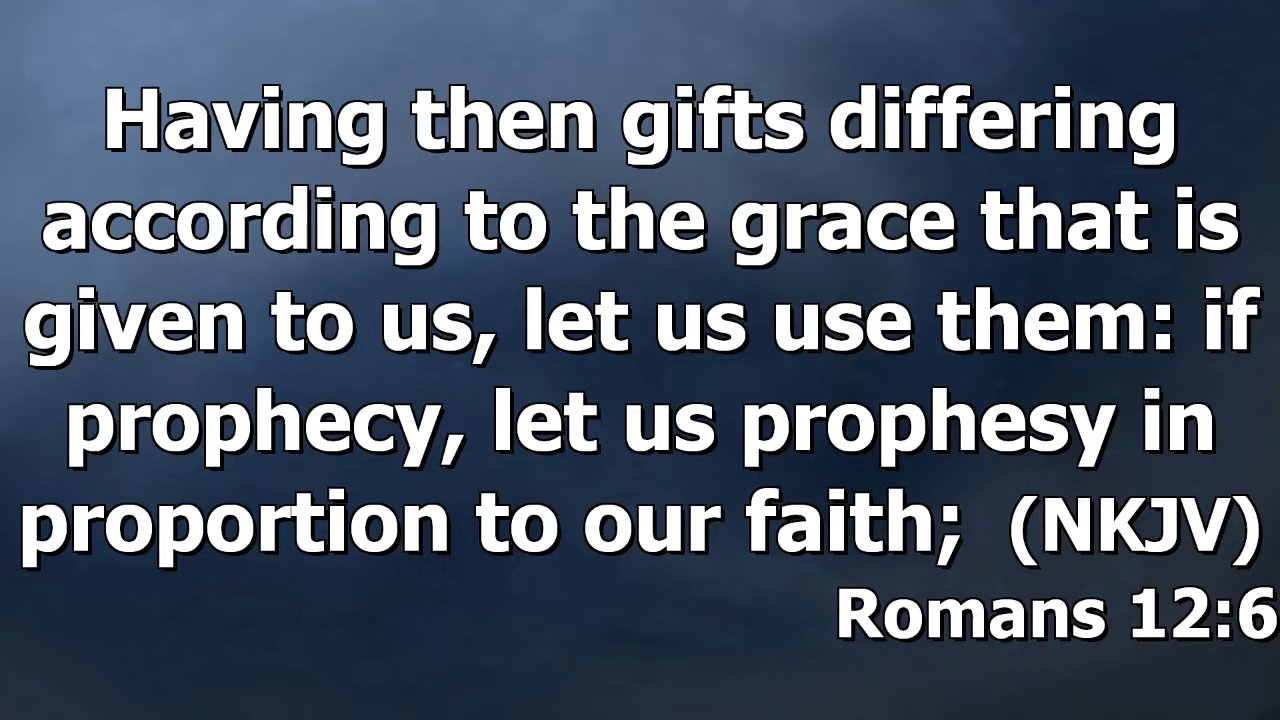 Having then gifts differing
according to the grace that is
given to us, let us use them: if
prophecy, let us prophesy in
proportion to our faith;  (NKJV)
Romans 12:6